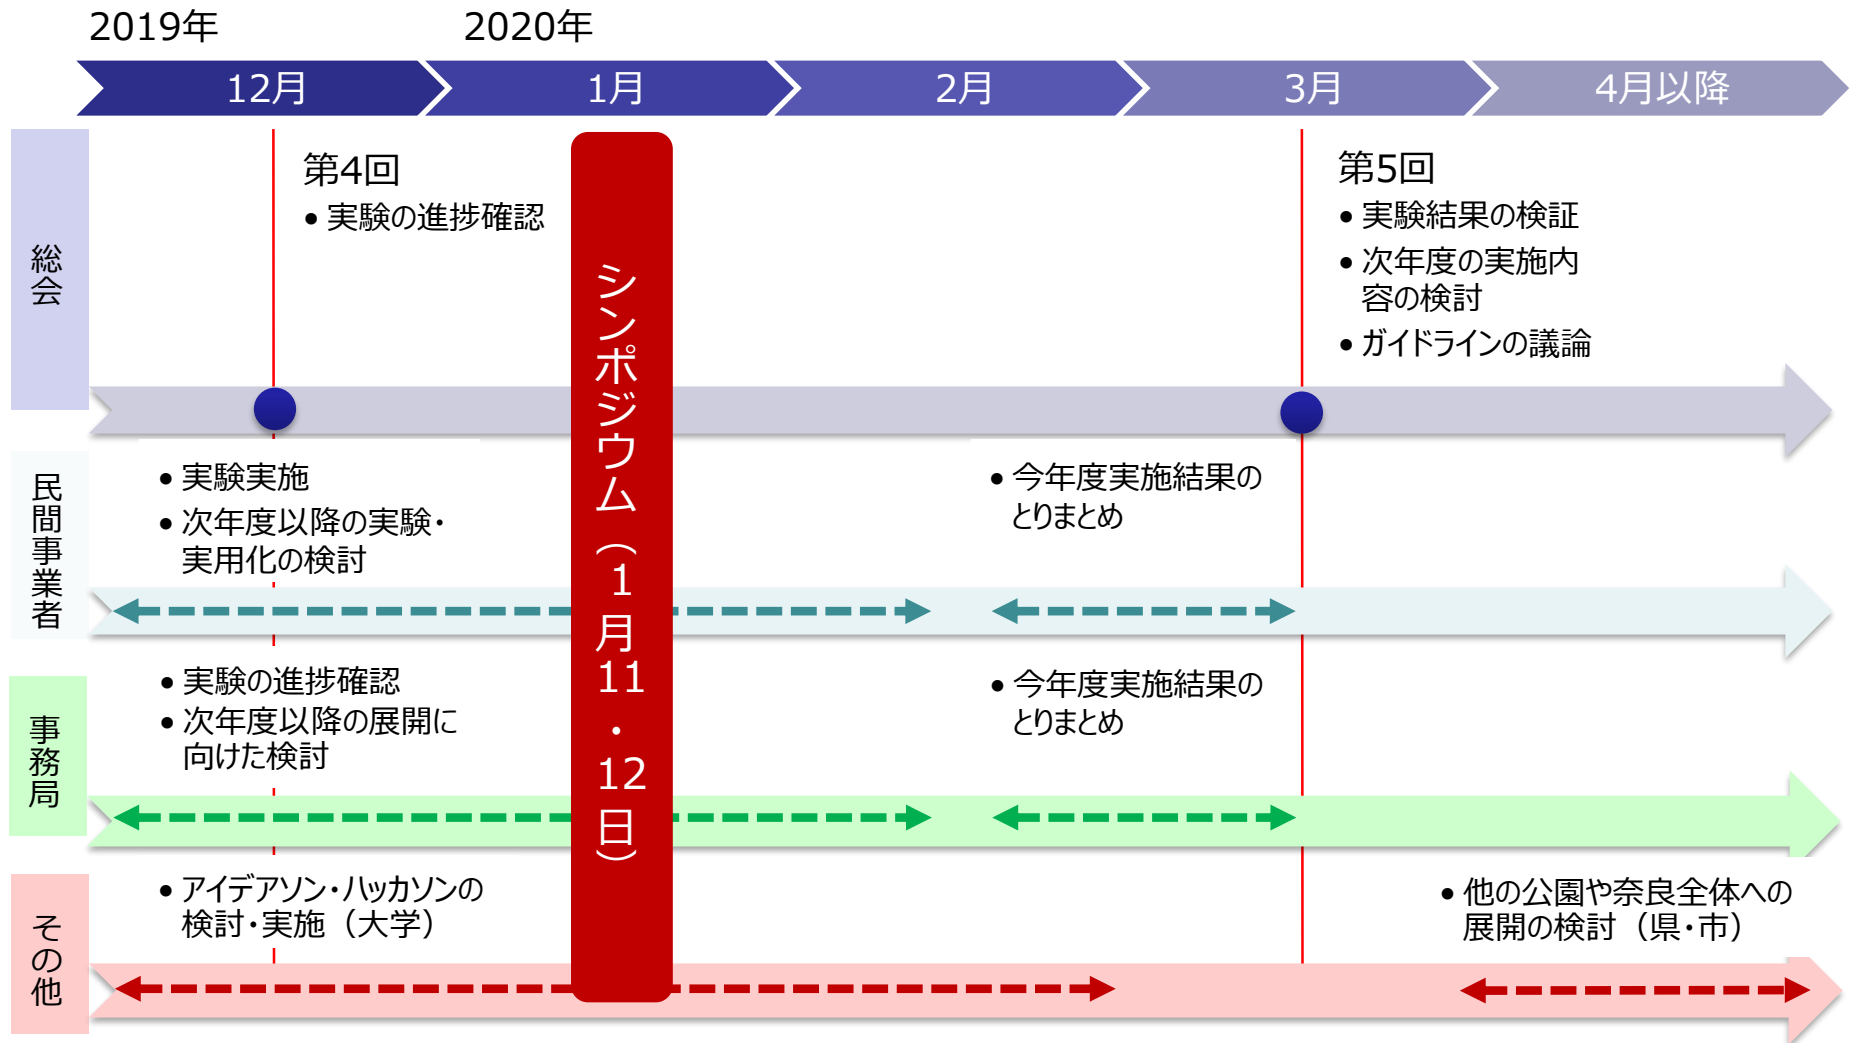 2019年
2020年
12月
1月
2月
3月
4月以降
総会
第4回
• 実験の進捗確認
第5回
• 実験結果の検証
• 次年度の実施内
容の検討
• ガイドラインの議論
シンポジウム（1月11・12日）
民間事業者
• 実験実施
• 次年度以降の実験・
実用化の検討
• 今年度実施結果の
とりまとめ
事務局
• 実験の進捗確認
• 次年度以降の展開に
向けた検討
• 今年度実施結果の
とりまとめ
その他
• アイデアソン・ハッカソンの
検討・実施（大学）
• 他の公園や奈良全体への
展開の検討（県・市）